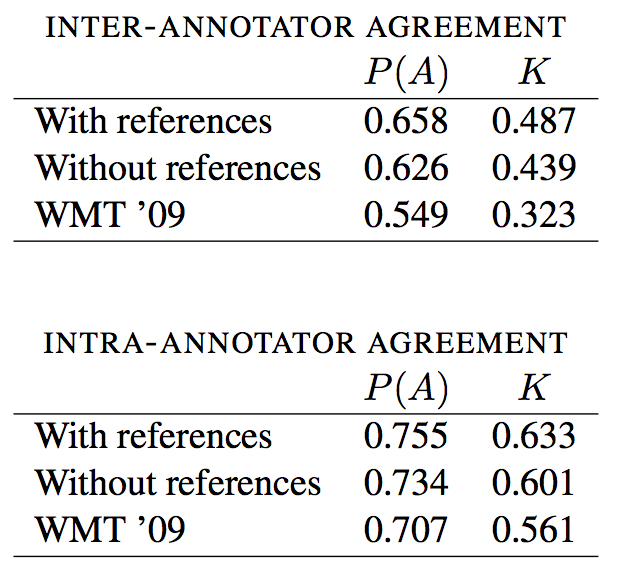 INTER-ANNOTATOR AGREEMENT
P(A) K
With references 0.658 0.487
Without references 0.626 0.439
WMT ’09 0.549 0.323
INTRA-ANNOTATOR AGREEMENT
P(A) K
With references 0.755 0.633
Without references 0.734 0.601
WMT ’09 0.707 0.561